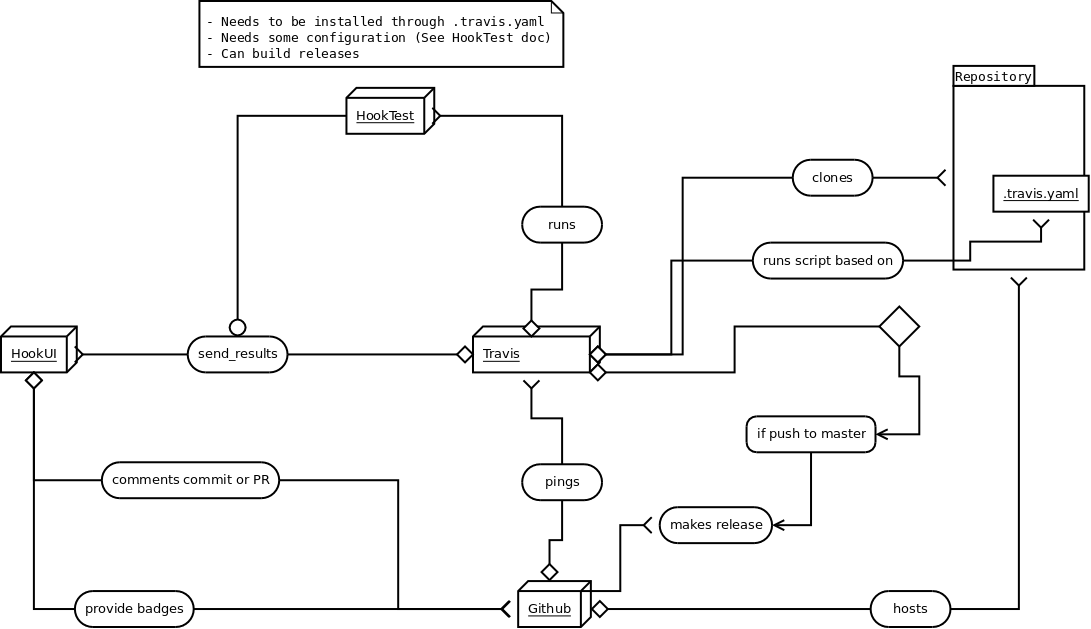 - Needs to be installed through .travis.yaml
- Needs some configuration (See HookTest doc)
- Can build releases
Repository
HookTest
clones
.travis.yaml
runs
runs script based on
HookUI
send_results
Travis
if push to master
comments commit or PR
pings
makes release
provide badges
Github
hosts